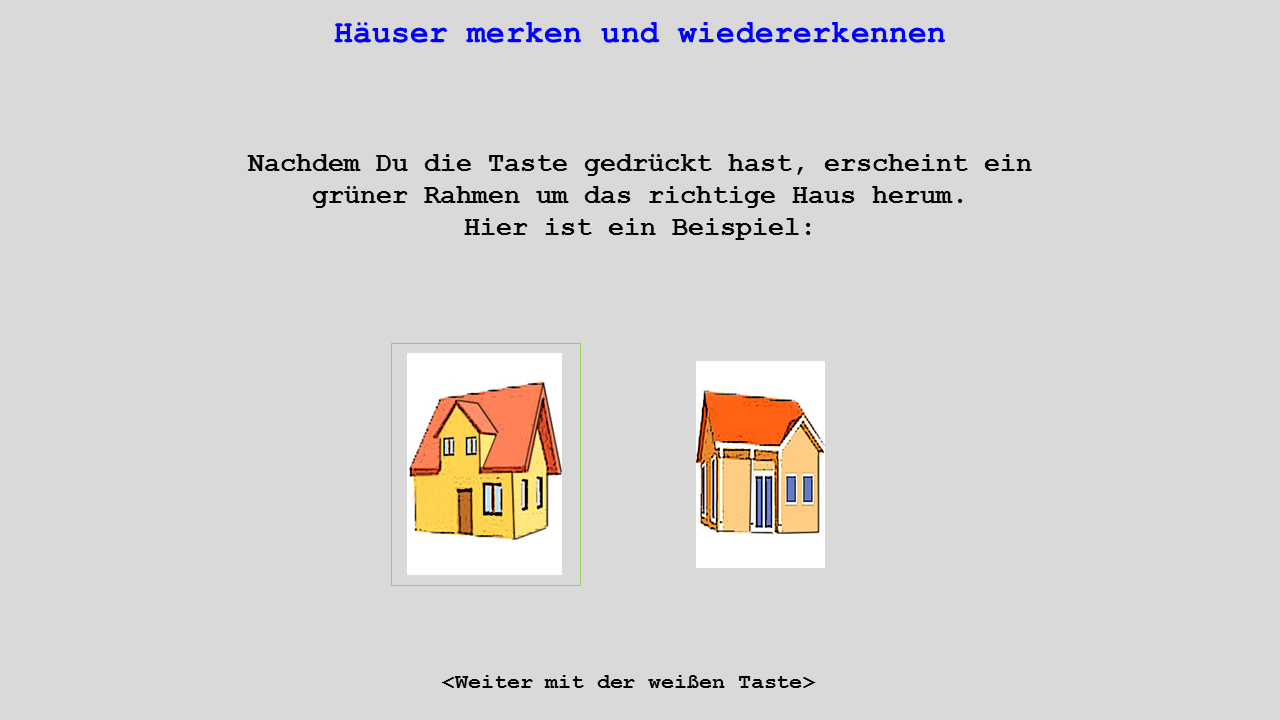 Häuser merken und wiedererkennen
Nachdem Du die Taste gedrückt hast, erscheint ein
grüner Rahmen um das richtige Haus herum.
Hier ist ein Beispiel:
<Weiter mit der weißen Taste>